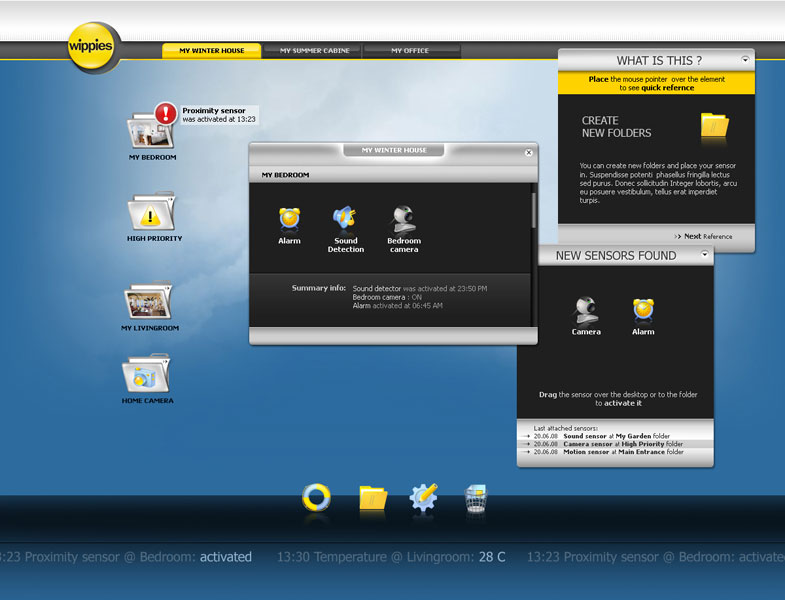 wippies
MY WINTER HOUSE
MY SUMMER CABINE
MY OFFICE
Proximity sensor
was activated at 13:23
MY BEDROOM
HIGH PRIORITY
MY LIVINGROOM
HOME CAMERA
MY WINTER HOUSE
MY BEDROOM
Alarm
Sound
Detection
Bedroom
camera
Summary info:
Sound detector was activated at 23:50 PM
Bedroom camera : ON
Alarm activated at 06:45 AM
WHAT IS THIS ?
Place the mouse pointer over the element
to see quick refernce
CREATE
NEW FOLDERS
You can create new folders and place your sensor
in. Suspendisse potenti phasellus fringilla lectus
sed purus. Donec sollicitudin Integer lobortis, arcu
eu posuere vestibulum, tellus erat imperdiet
turpis.
>> Next Reference
NEW SENSORS FOUND
Camera
Alarm
Drag the sensor over the desktop or to the folder
to activate it
Last attached sensors:
20.06.08 Sound sensor at My Garden folder
20.06.08 Camera sensor at High Priority folder
20.06.08 Motion sensor at Main Entrance folder
3:23 Proximity sensor @ Bedroom: activated 13:30 Temperature @ Livingroom: 28 C 13:23 Proximity sensor @ Bedroom: activate